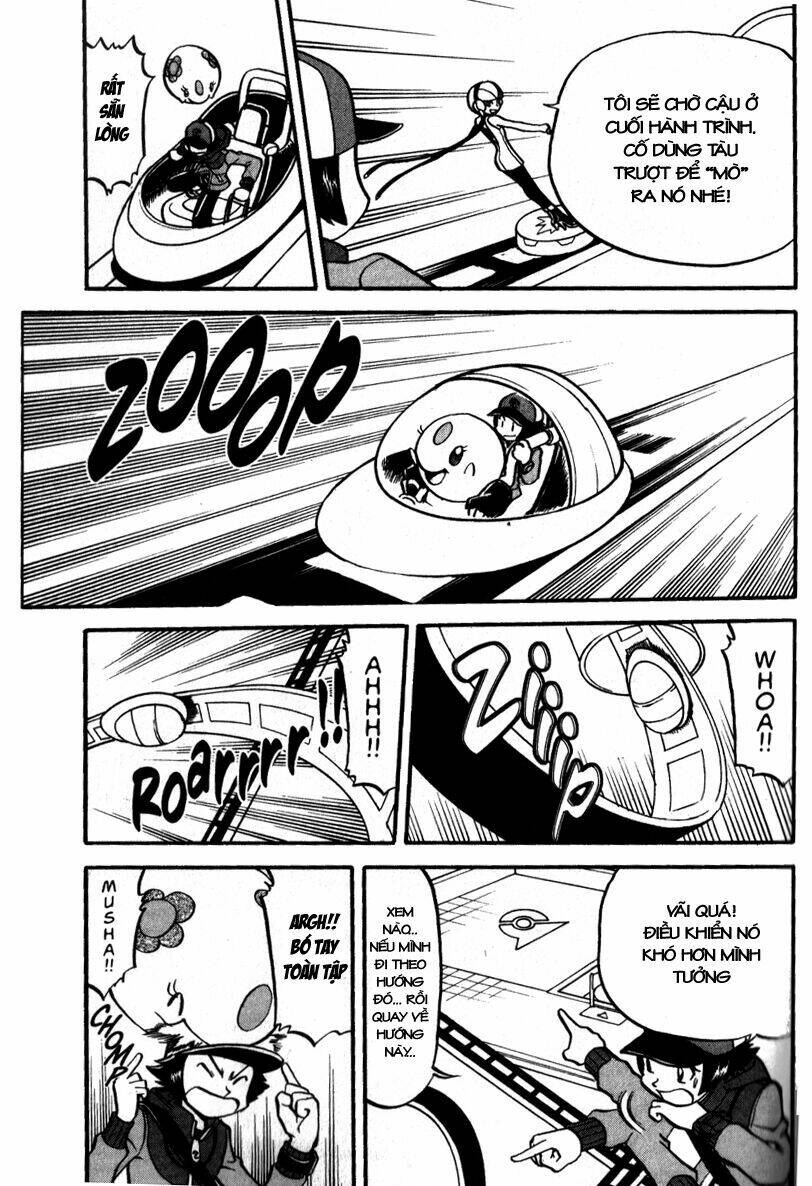 TÔI SẼ CHỜ CẬU Ở
CUỐI HÀNH TRÌNH.
CỐ DÙNG TÀU
TRƯỢT ĐỂ "MÒ"
RA NÓ NHÉ!
RẤT
SẴN
LÒNG
ZOOOP
WHOA!!
ZiiiiP
AHHH!!
ROarrrr!!
VÃI QUÁ!
ĐIỀU KHIỂN NÓ
KHÓ HƠN MÌNH
TƯỞNG
XEM
NÀO..
NẾU MÌNH
ĐI THEO
HƯỚNG
ĐÓ... RỒI
QUAY VỀ
HƯỚNG
NÀY..
ARGH!!
BÓ TAY
TOÀN TẬP
MUSHA!!
CHOMP